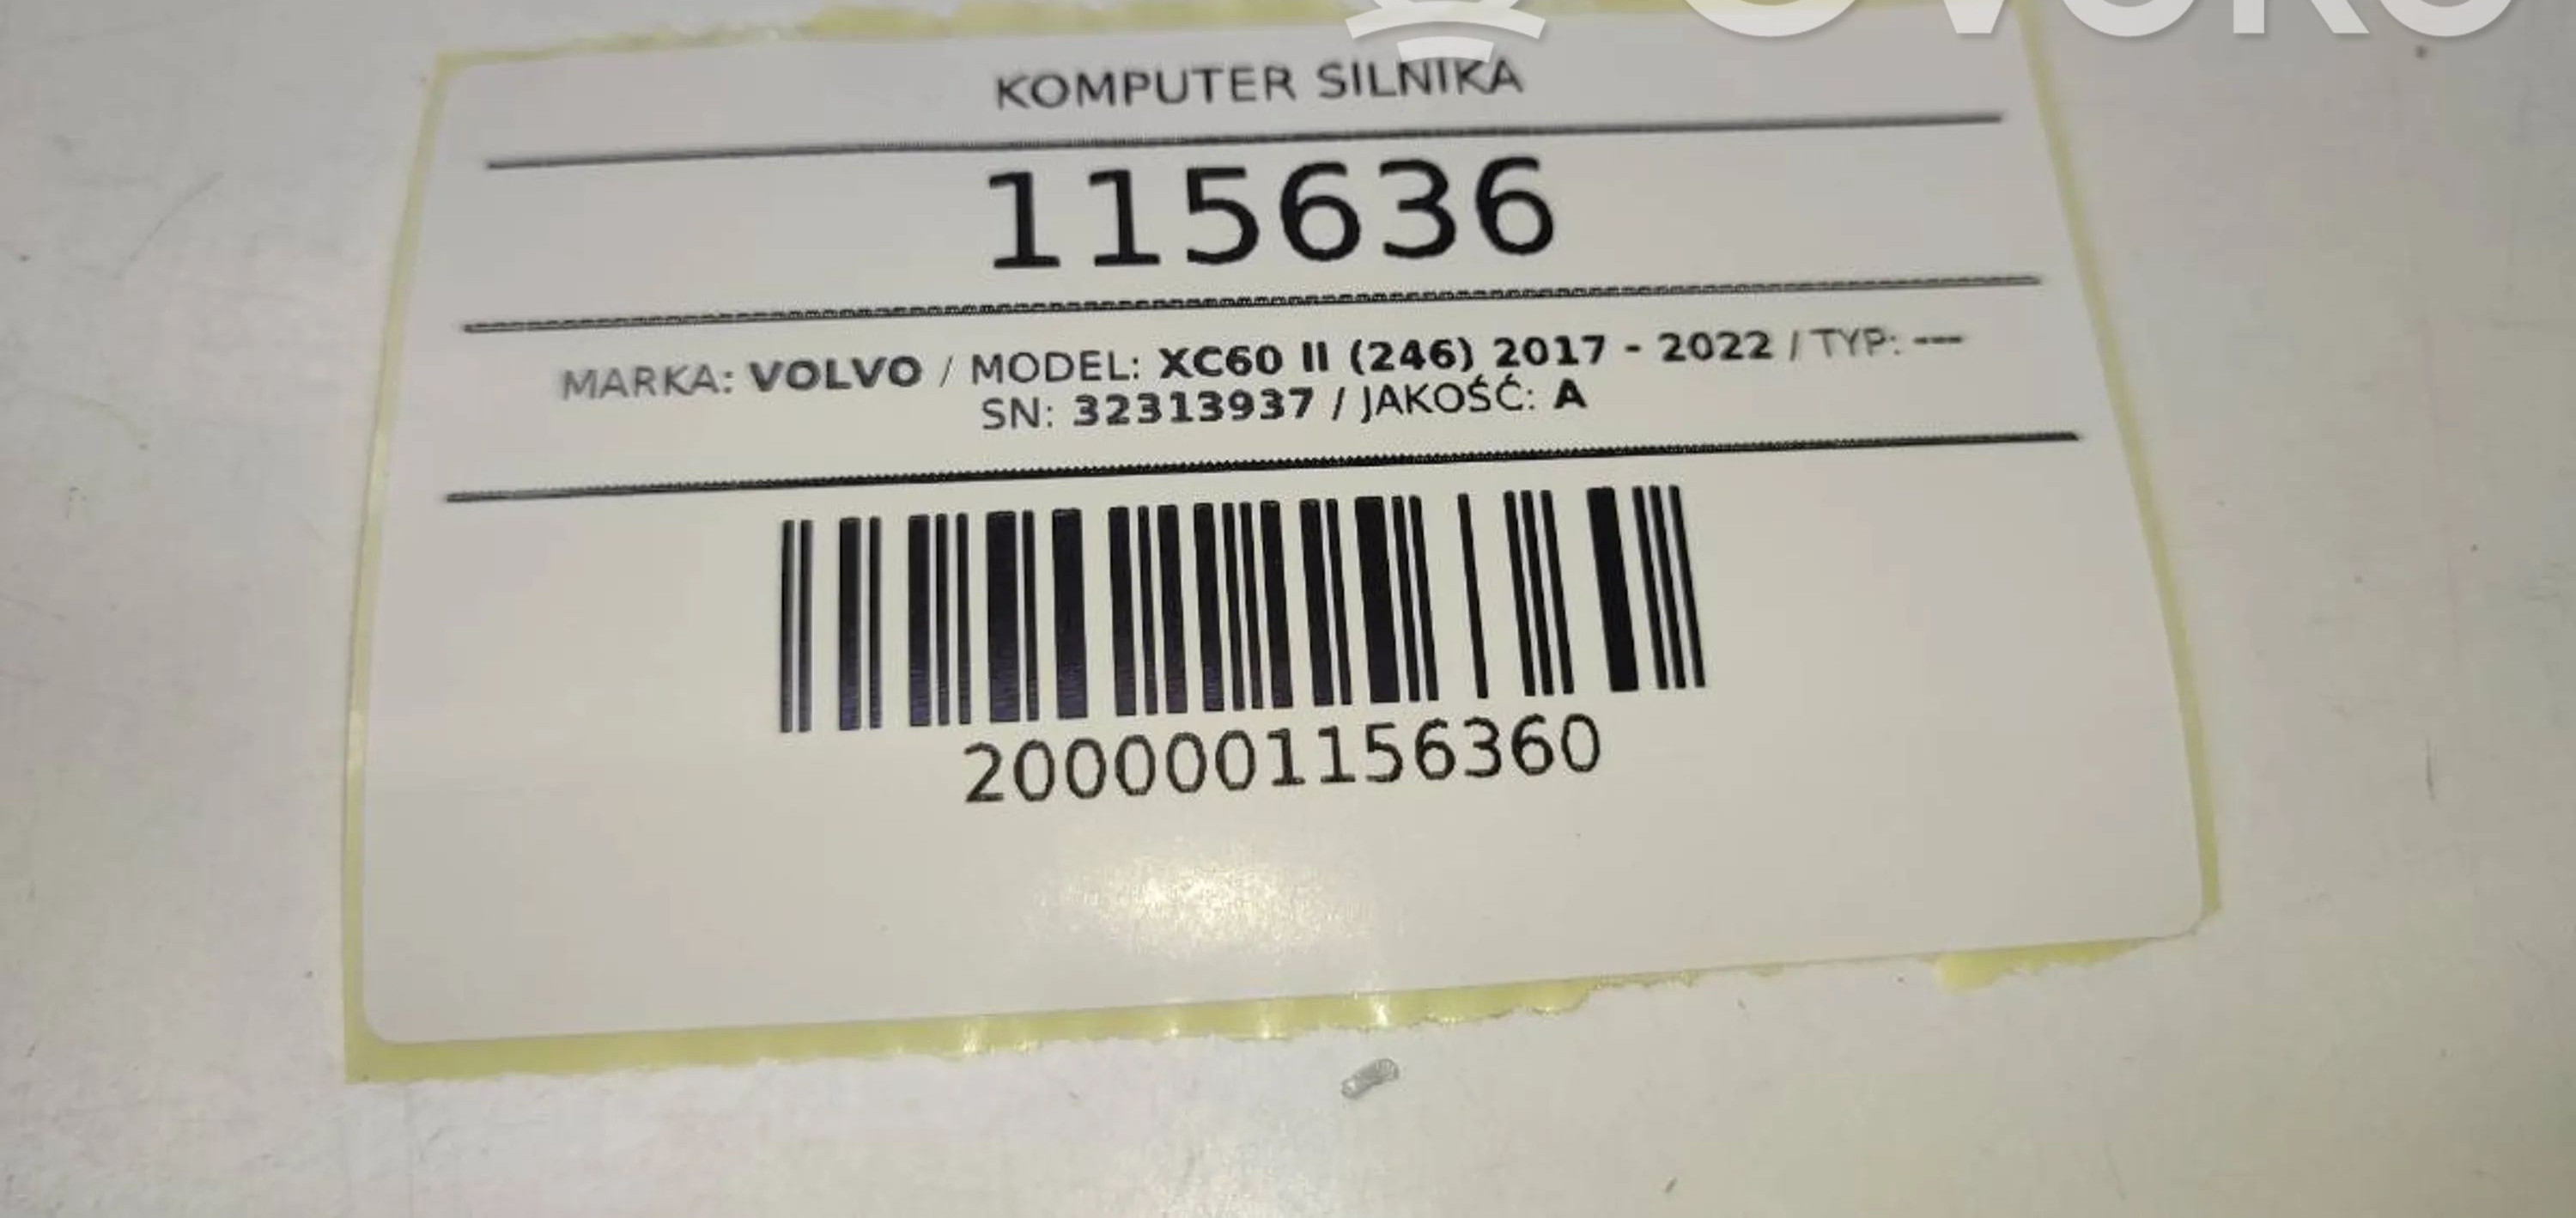 KOMPUTER SILNIKA
115636
MARKA: VOLVO / MODEL: XC60 II (246) 2017 - 2022 / TYP: ---
SN: 32313937 / JAKOŚĆ: A
2000001156360